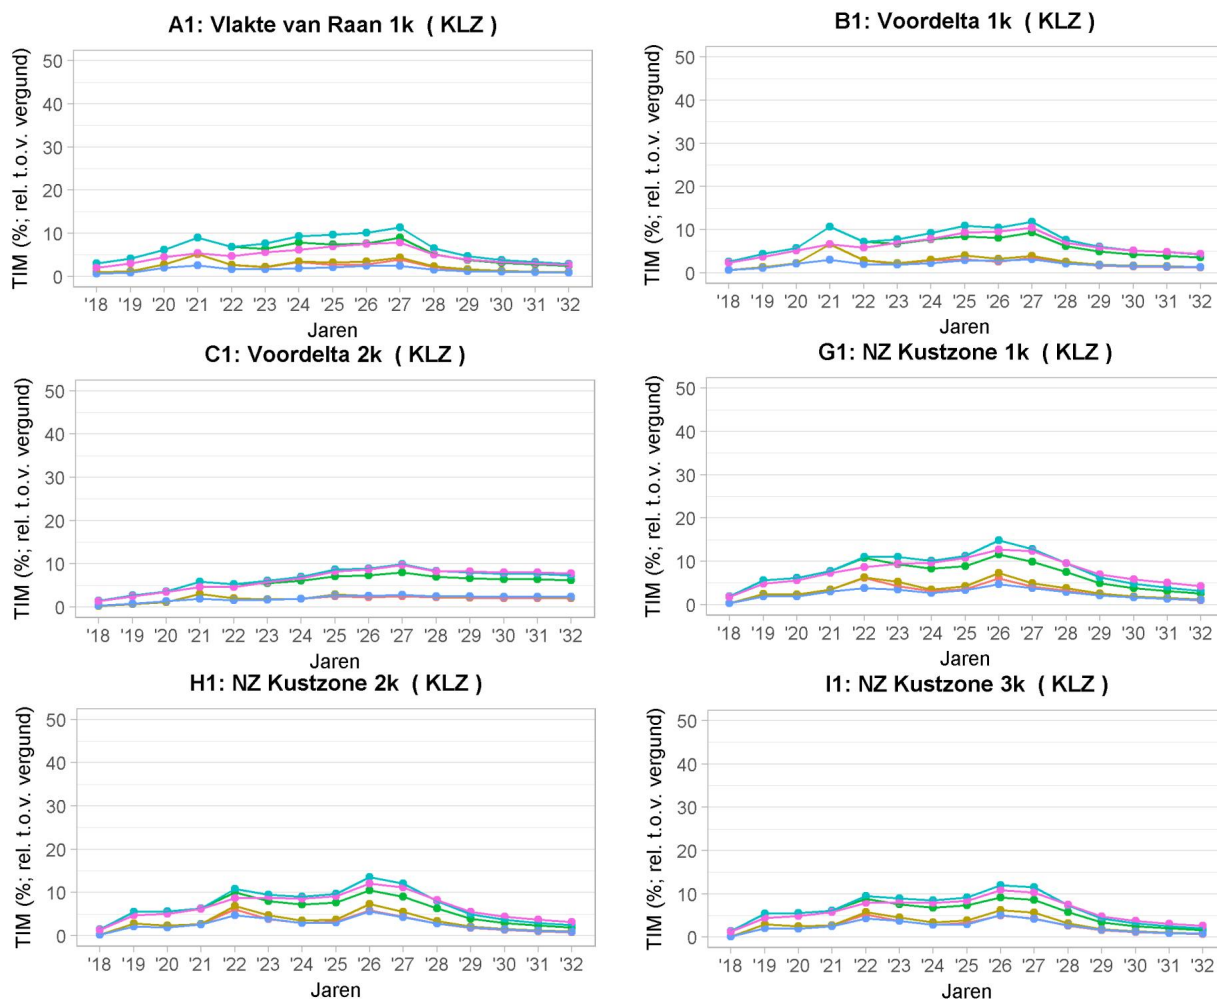 A1: Vlakte van Raan 1k ( KLZ )
TIM (%; rel. t.o.v. vergund)
50
40
30
20
10
0
'18 '19 '20 '21 '22 '23 '24 '25 '26 '27 '28 '29 '30 '31 '32
Jaren
B1: Voordelta 1k ( KLZ )
TIM (%; rel. t.o.v. vergund)
50
40
30
20
10
0
'18 '19 '20 '21 '22 '23 '24 '25 '26 '27 '28 '29 '30 '31 '32
Jaren
C1: Voordelta 2k ( KLZ )
TIM (%; rel. t.o.v. vergund)
50
40
30
20
10
0
'18 '19 '20 '21 '22 '23 '24 '25 '26 '27 '28 '29 '30 '31 '32
Jaren
G1: NZ Kustzone 1k ( KLZ )
TIM (%; rel. t.o.v. vergund)
50
40
30
20
10
0
'18 '19 '20 '21 '22 '23 '24 '25 '26 '27 '28 '29 '30 '31 '32
Jaren
H1: NZ Kustzone 2k ( KLZ )
TIM (%; rel. t.o.v. vergund)
50
40
30
20
10
0
'18 '19 '20 '21 '22 '23 '24 '25 '26 '27 '28 '29 '30 '31 '32
Jaren
I1: NZ Kustzone 3k ( KLZ )
TIM (%; rel. t.o.v. vergund)
50
40
30
20
10
0
'18 '19 '20 '21 '22 '23 '24 '25 '26 '27 '28 '29 '30 '31 '32
Jaren